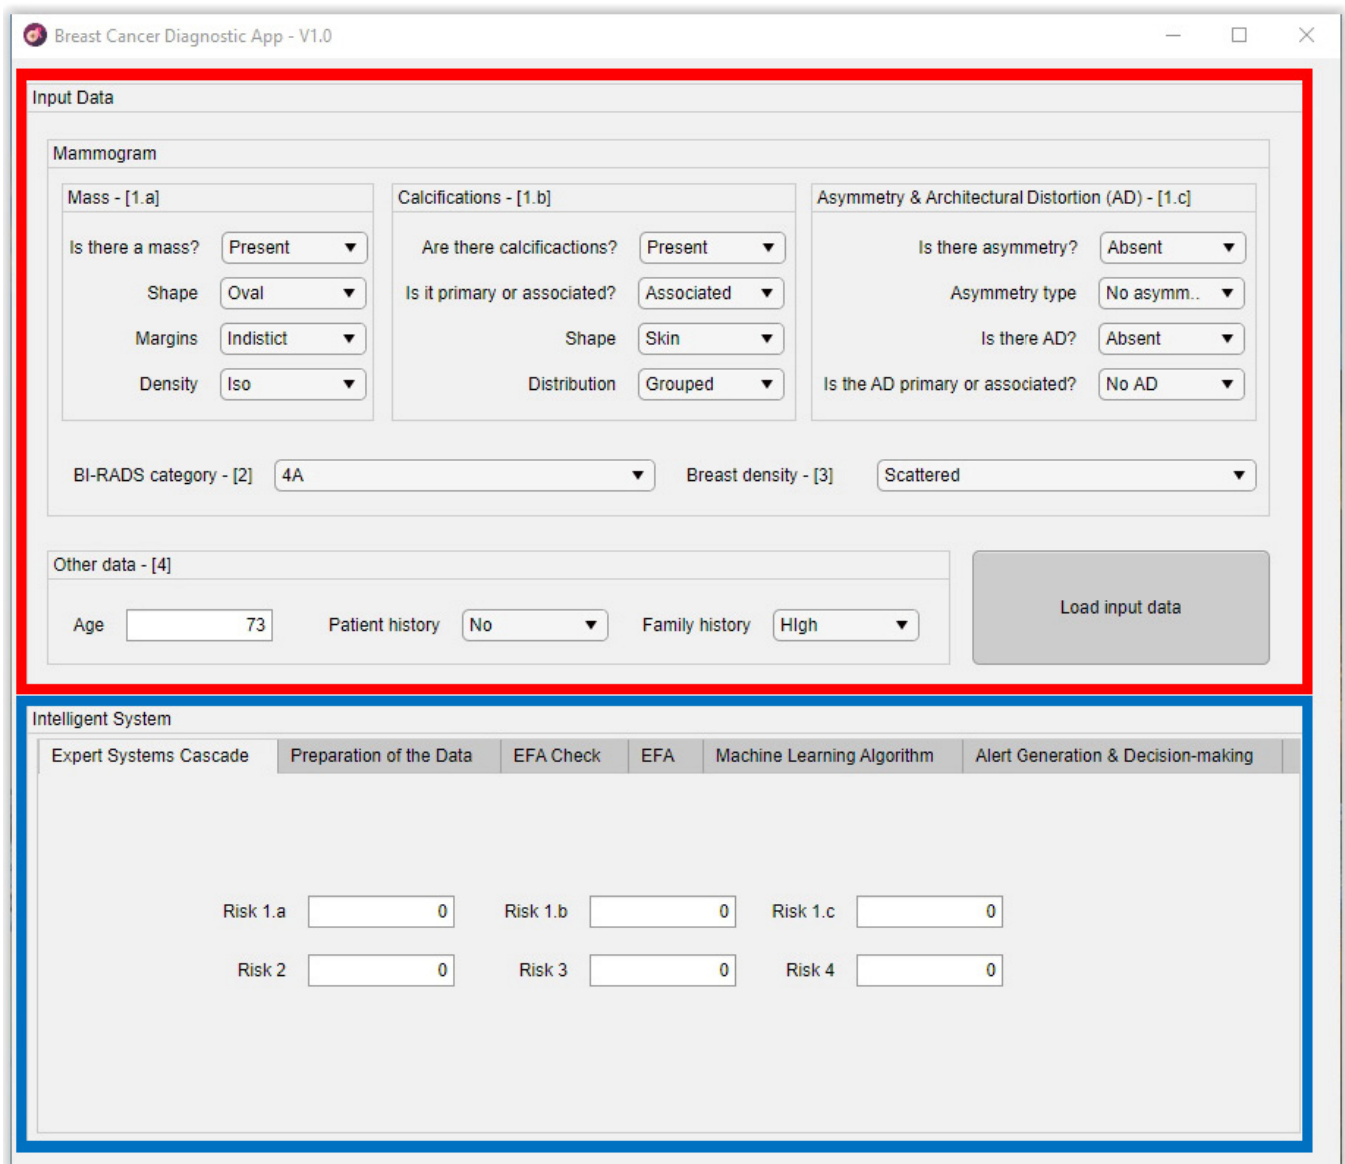 Breast Cancer Diagnostic App - V1.0
Input Data
Mammogram
Mass - [1.a]
Is there a mass? Present
Shape Oval
Margins Indistict
Density Iso
Calcifications - [1.b]
Are there calcificactions? Present
Is it primary or associated? Associated
Shape Skin
Distribution Grouped
Asymmetry & Architectural Distortion (AD) - [1.c]
Is there asymmetry? Absent
Asymmetry type No asymm..
Is there AD? Absent
Is the AD primary or associated? No AD
BI-RADS category - [2] 4A Breast density - [3] Scattered
Other data - [4]
Age 73 Patient history No Family history HIgh
Load input data
Intelligent System
Expert Systems Cascade Preparation of the Data EFA Check EFA Machine Learning Algorithm Alert Generation & Decision-making
Risk 1.a 0 Risk 1.b 0 Risk 1.c 0
Risk 2 0 Risk 3 0 Risk 4 0